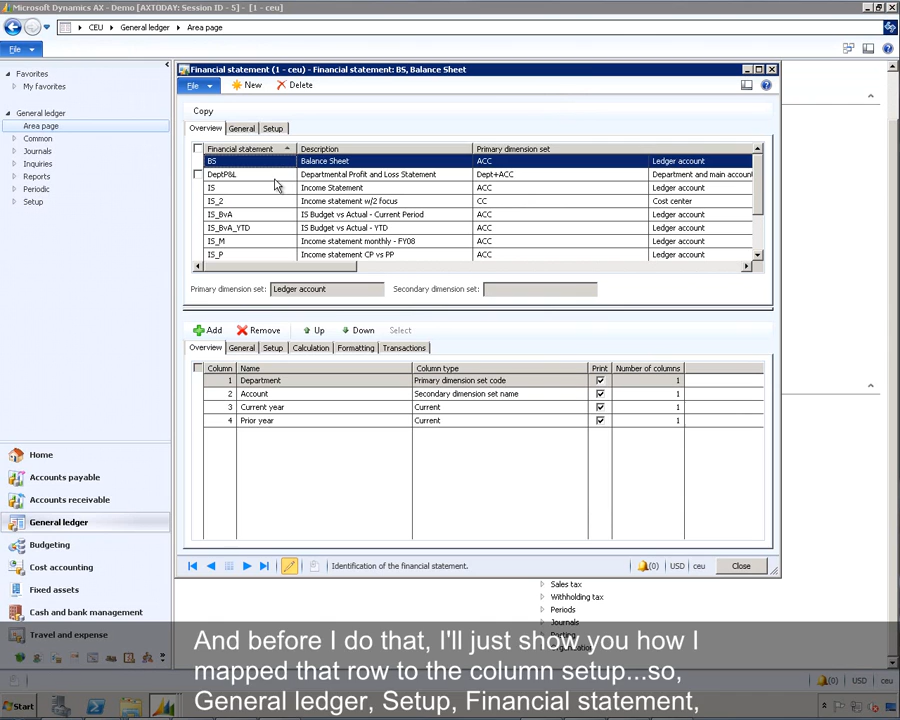 Microsoft Dynamics AX - Demo [AXTODAY: Session ID - 5] - [1 - ceu]
CEU General ledger Area page
File
Favorites
My favorites
General ledger
Area page
Common
Journals
Inquiries
Reports
Periodic
Setup
Home
Accounts payable
Accounts receivable
General ledger
Budgeting
Cost accounting
Fixed assets
Cash and bank management
Travel and expense
Financial statement (1 - ceu) - Financial statement: BS, Balance Sheet
File New Delete
Copy
Overview General Setup
Financial statement Description Primary dimension set
BS Balance Sheet ACC Ledger account
DeptP&L Departmental Profit and Loss Statement Dept+ACC Department and main account
IS Income Statement ACC Ledger account
IS_2 Income statement w/2 focus CC Cost center
IS_BvA IS Budget vs Actual - Current Period ACC Ledger account
IS_BvA_YTD IS Budget vs Actual - YTD ACC Ledger account
IS_M Income statement monthly - FY08 ACC Ledger account
IS_P Income statement CP vs PP ACC Ledger account
Primary dimension set: Ledger account Secondary dimension set:
Add Remove Up Down Select
Overview General Setup Calculation Formatting Transactions
Column Name Column type Print Number of columns
1 Department Primary dimension set code 1
2 Account Secondary dimension set name 1
3 Current year Current 1
4 Prior year Current 1
Identification of the financial statement. (0) USD ceu Close
Sales tax
Withholding tax
Periods
Journals
Posting
And before I do that, I'll just show you how I
mapped that row to the column setup...so,
General ledger, Setup, Financial statement,
(0) USD ceu
Start